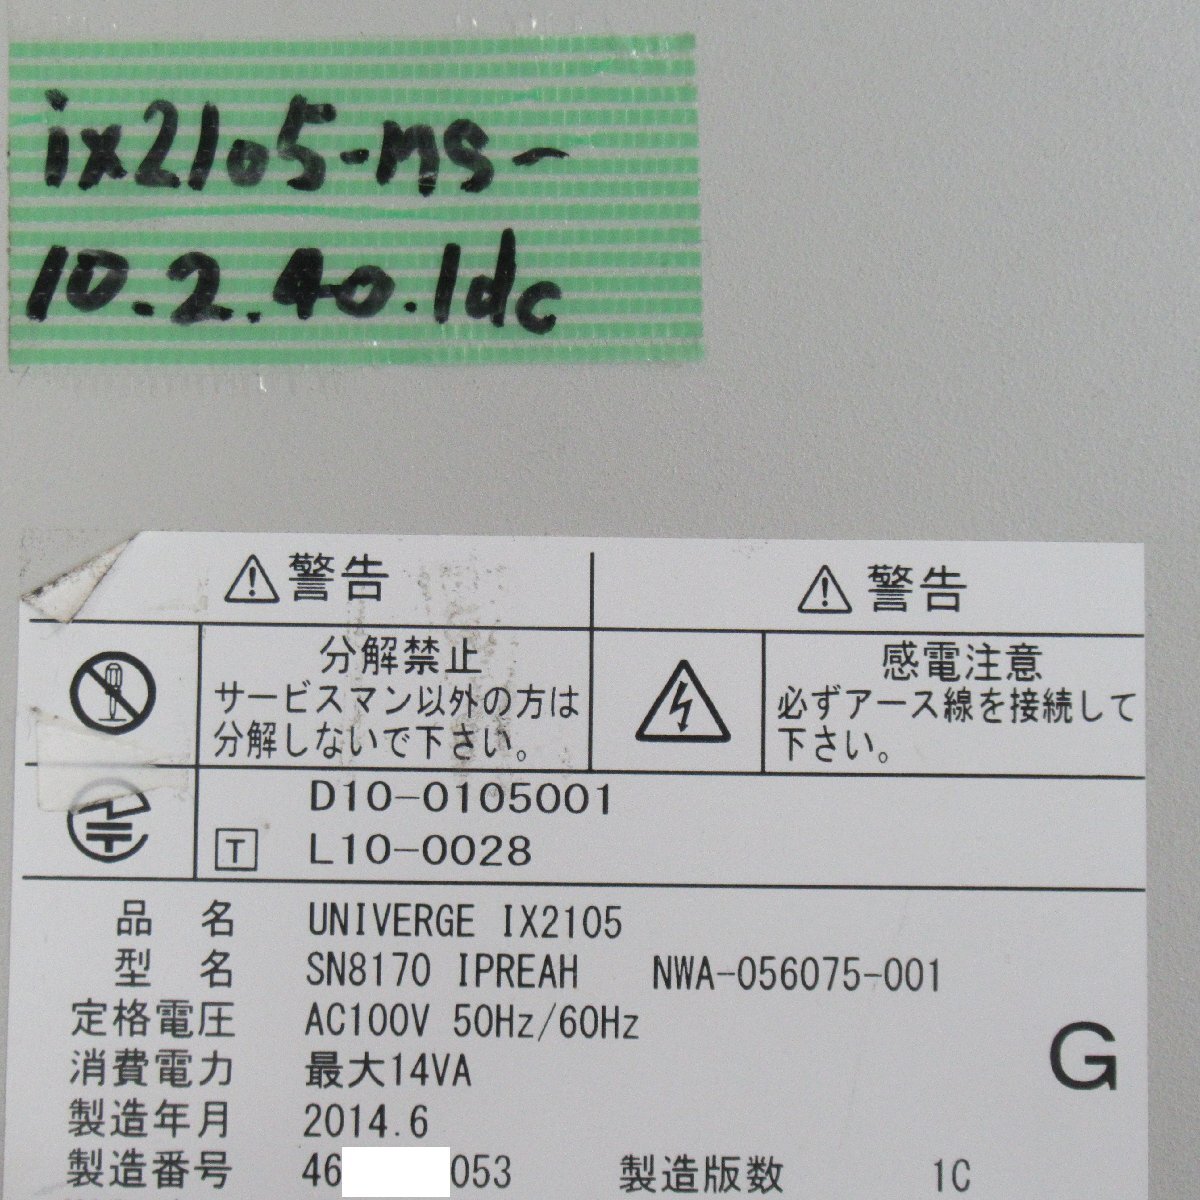 ix2105-ms-
10.2.40.1dc
警告
分解禁止
サービスマン以外の方は
分解しないで下さい。
警告
感電注意
必ずアース線を接続して
下さい。
D10-0105001
T L10-0028
品 名 UNIVERGE IX2105
型 名 SN8170 IPREAH NWA-056075-001
定格電圧 AC100V 50Hz/60Hz
消費電力 最大14VA
G
製造年月 2014.6
製造番号 46 053 製造版数 1C